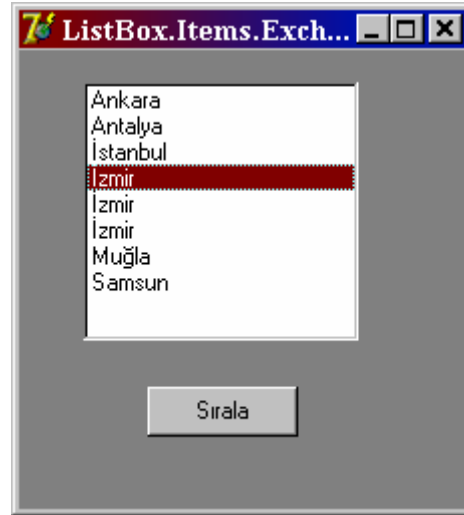 ListBox.Items.Exch...
Ankara
Antalya
İstanbul
İzmir
İzmir
İzmir
Muğla
Samsun
Sırala